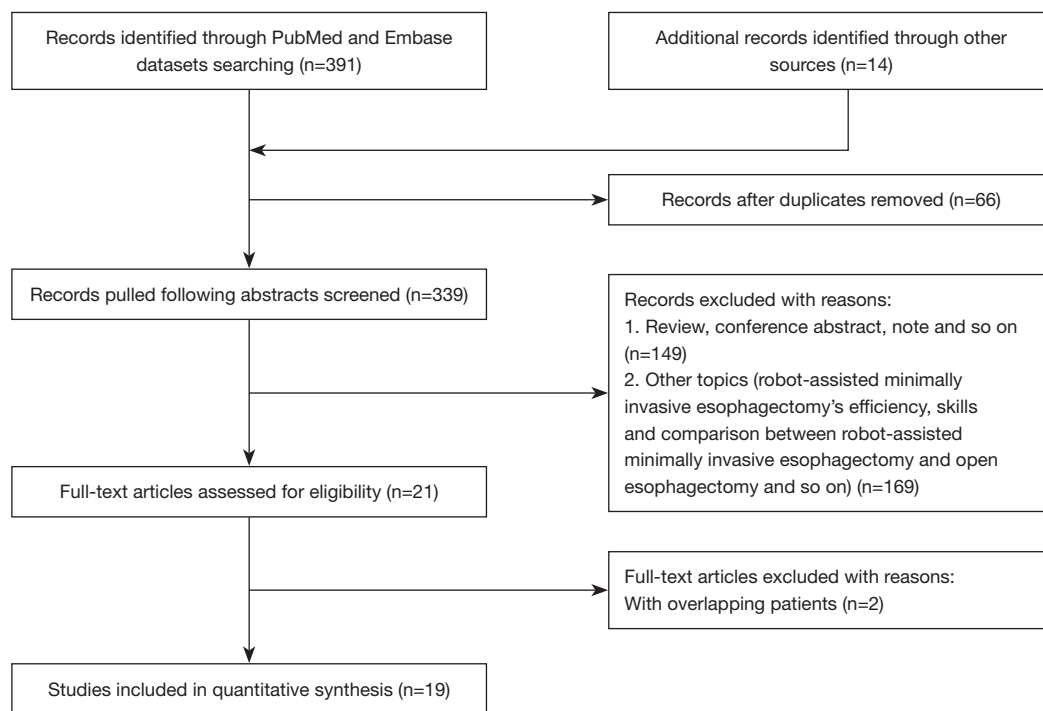 Records identified through PubMed and Embase
datasets searching (n=391)
Additional records identified through other
sources (n=14)
Records after duplicates removed (n=66)
Records pulled following abstracts screened (n=339)
Records excluded with reasons:
1. Review, conference abstract, note and so on
(n=149)
2. Other topics (robot-assisted minimally
invasive esophagectomy's efficiency, skills
and comparison between robot-assisted
minimally invasive esophagectomy and open
esophagectomy and so on) (n=169)
Full-text articles assessed for eligibility (n=21)
Full-text articles excluded with reasons:
With overlapping patients (n=2)
Studies included in quantitative synthesis (n=19)